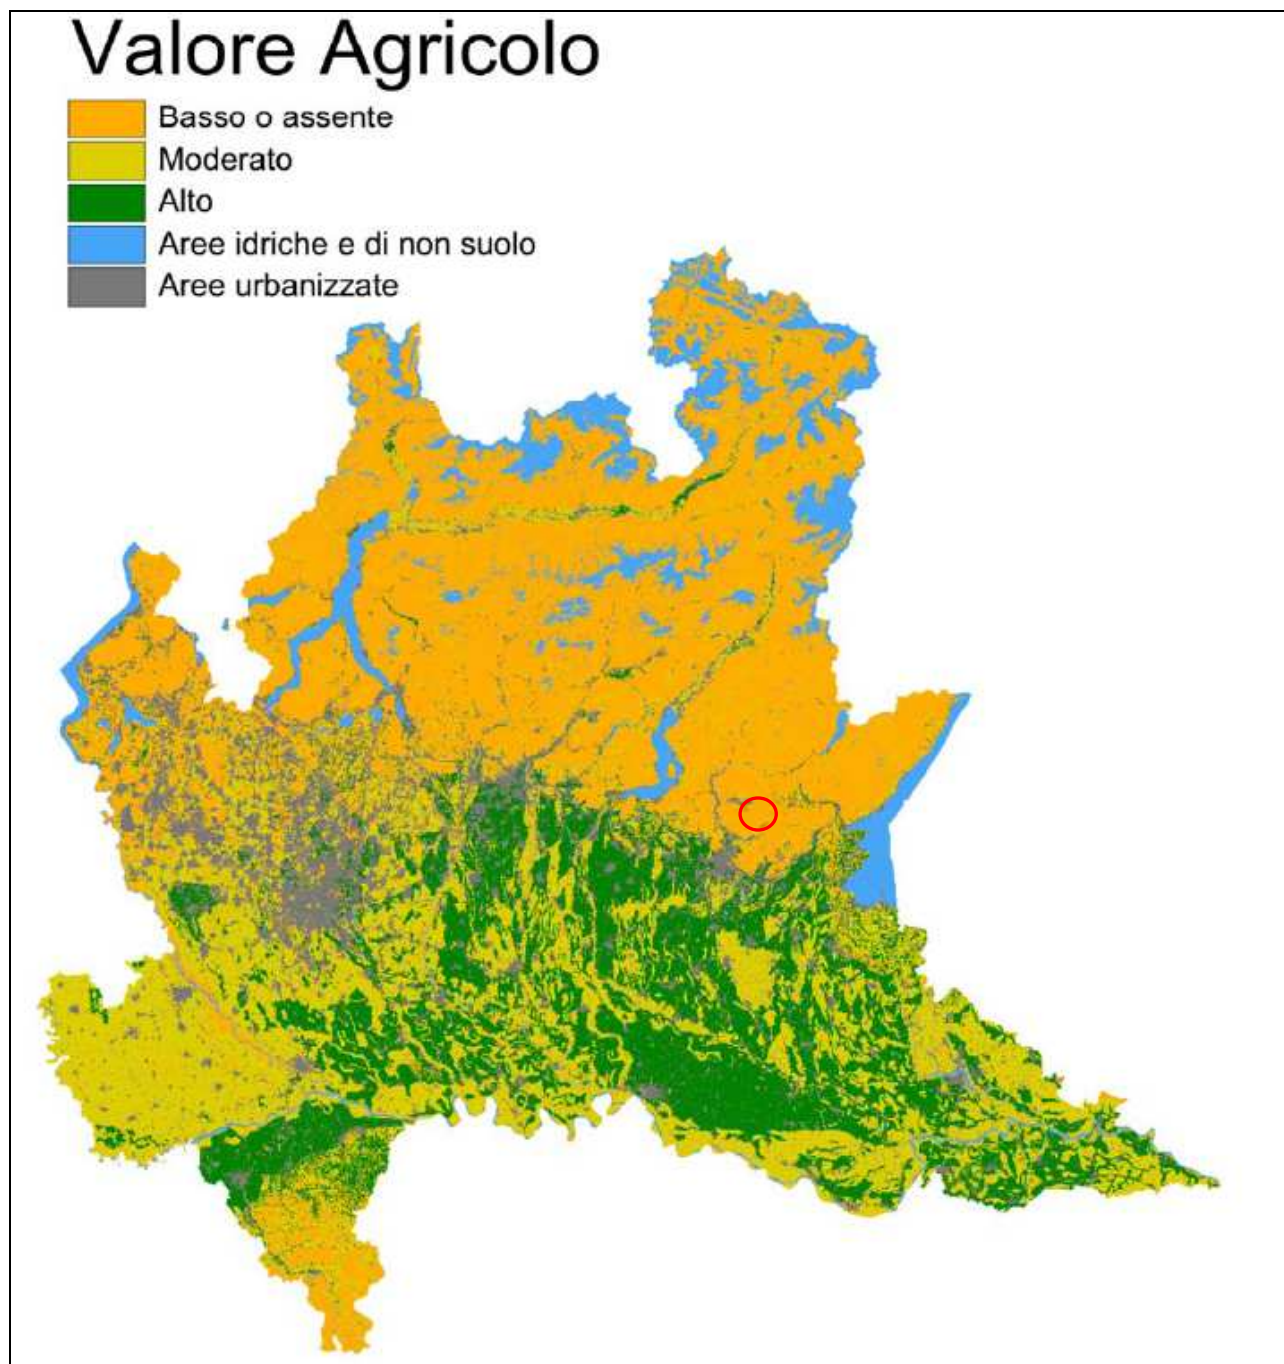 Valore Agricolo
Basso o assente
Moderato
Alto
Aree idriche e di non suolo
Aree urbanizzate